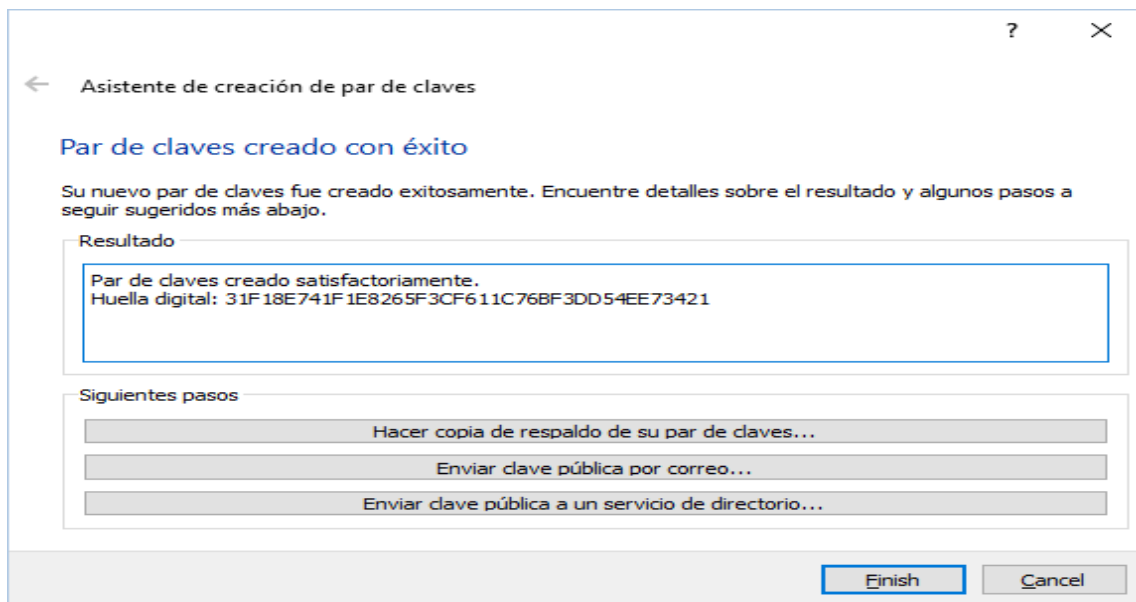 ?
Asistente de creación de par de claves
Par de claves creado con éxito
Su nuevo par de claves fue creado exitosamente. Encuentre detalles sobre el resultado y algunos pasos a
seguir sugeridos más abajo.
Resultado
Par de claves creado satisfactoriamente.
Huella digital: 31F18E741F1E8265F3CF611C76BF3DD54EE73421
Siguientes pasos
Hacer copia de respaldo de su par de claves...
Enviar clave pública por correo...
Enviar clave pública a un servicio de directorio...
Finish Cancel